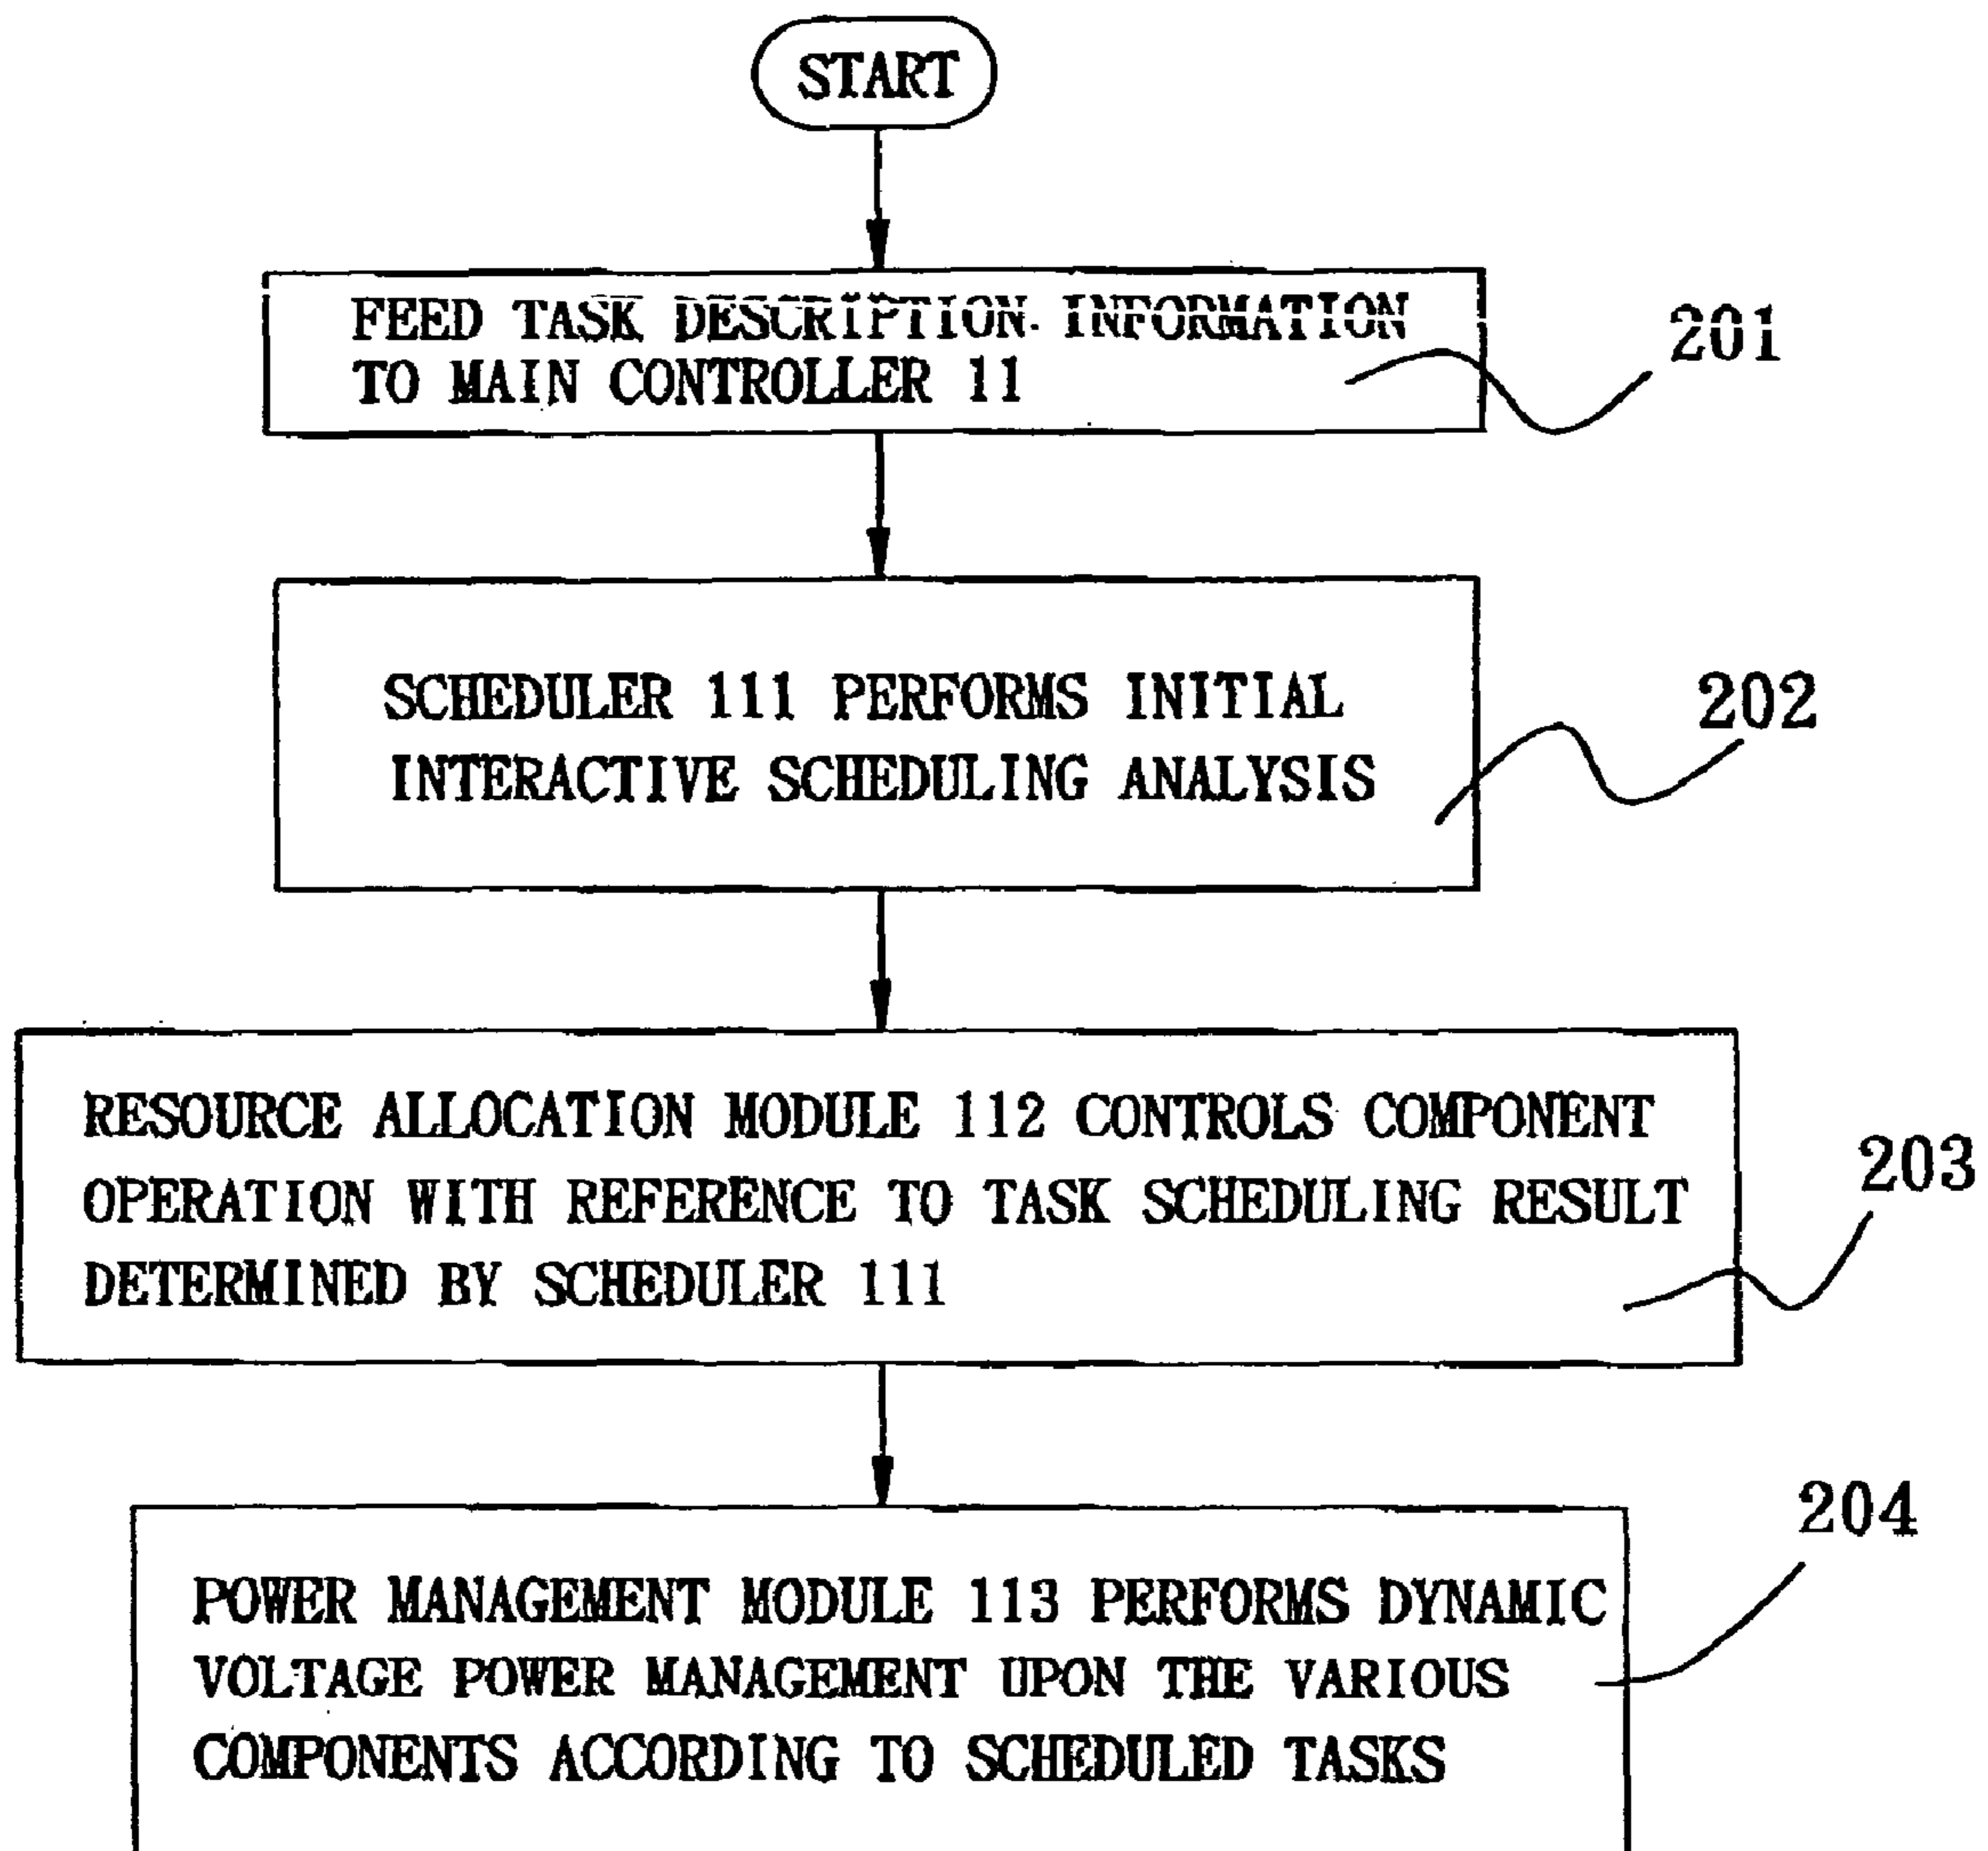 START
FEED TASK DESCRIPTION INFORMATION
TO MAIN CONTROLLER 11
201
SCHEDULER 111 PERFORMS INITIAL
INTERACTIVE SCHEDULING ANALYSIS
202
RESOURCE ALLOCATION MODULE 112 CONTROLS COMPONENT
OPERATION WITH REFERENCE TO TASK SCHEDULING RESULT
DETERMINED BY SCHEDULER 111
203
POWER MANAGEMENT MODULE 113 PERFORMS DYNAMIC
VOLTAGE POWER MANAGEMENT UPON THE VARIOUS
COMPONENTS ACCORDING TO SCHEDULED TASKS
204